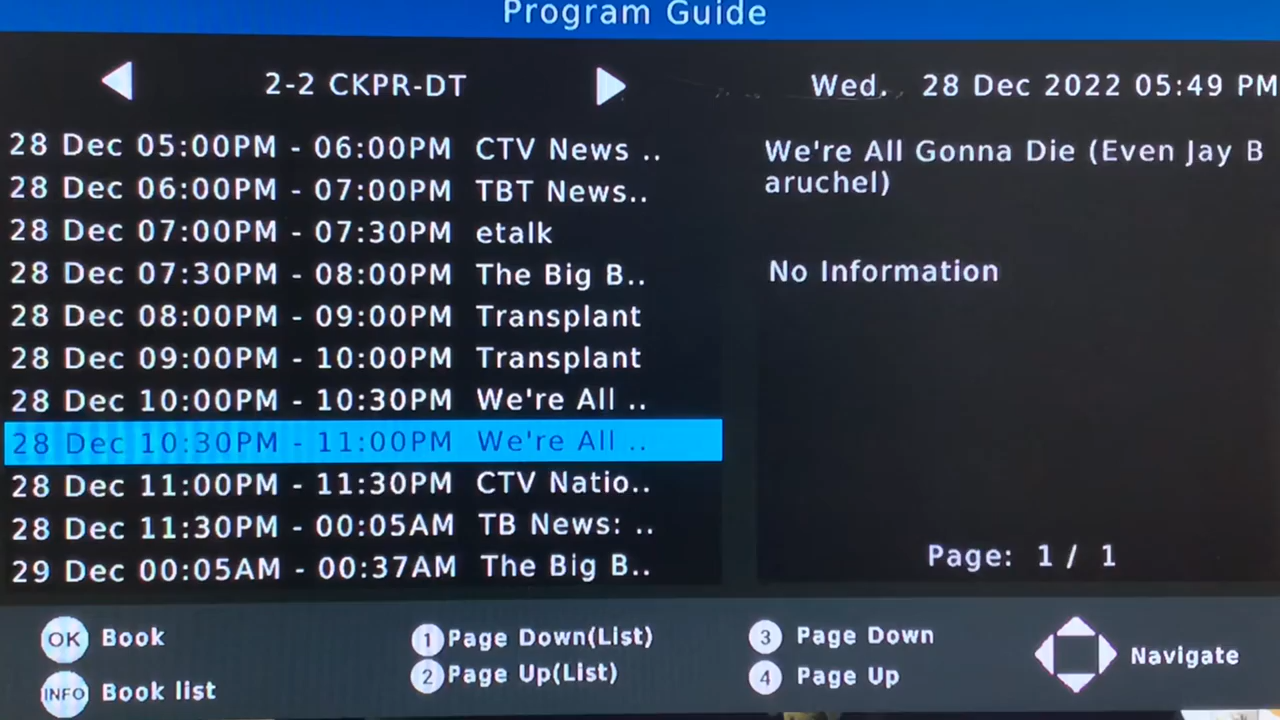 Program Guide
2-2 CKPR-DT
Wed. 28 Dec 2022 05:49 PM
28 Dec 05:00PM - 06:00PM CTV News ..
28 Dec 06:00PM - 07:00PM TBT News..
28 Dec 07:00PM - 07:30PM etalk
28 Dec 07:30PM - 08:00PM The Big B..
28 Dec 08:00PM - 09:00PM Transplant
28 Dec 09:00PM - 10:00PM Transplant
28 Dec 10:00PM - 10:30PM We're All ..
28 Dec 10:30PM - 11:00PM We're All ..
28 Dec 11:00PM - 11:30PM CTV Natio..
28 Dec 11:30PM - 00:05AM TB News: ..
29 Dec 00:05AM - 00:37AM The Big B..
We're All Gonna Die (Even Jay B
aruchel)
No Information
Page: 1 / 1
OK Book
INFO Book list
1 Page Down(List)
2 Page Up(List)
3 Page Down
4 Page Up
Navigate